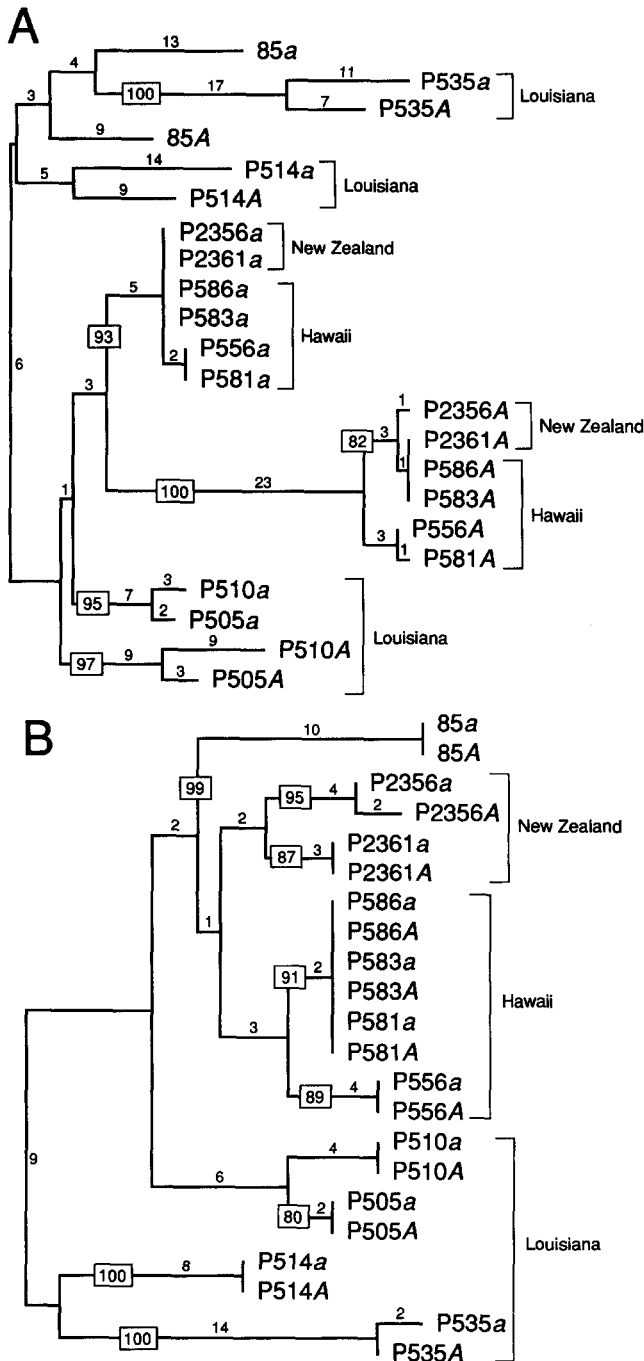 A
13
85a
4
11
P535a
100
17
Louisiana
3
7
P535A
9
85A
14
P514a
5
Louisiana
9
P514A
P2356a
New Zealand
P2361a
5
P586a
P583a
Hawaii
93
2
P556a
6
P581a
3
1
P2356A
New Zealand
82
3
P2361A
1
P586A
100
23
P583A
Hawaii
1
P556A
3
1
P581A
3
P510a
95
7
2
P505a
Louisiana
9
P510A
97
9
3
P505A
B
10
85a
85A
99
P2356a
95
4
2
P2356A
New Zealand
2
2
P2361a
87
3
P2361A
P586a
1
P586A
91
2
P583a
P583A
Hawaii
P581a
3
P581A
P556a
89
4
P556A
9
4
P510a
6
P510A
P505a
80
2
P505A
Louisiana
P514a
100
8
P514A
2
P535a
100
14
P535A